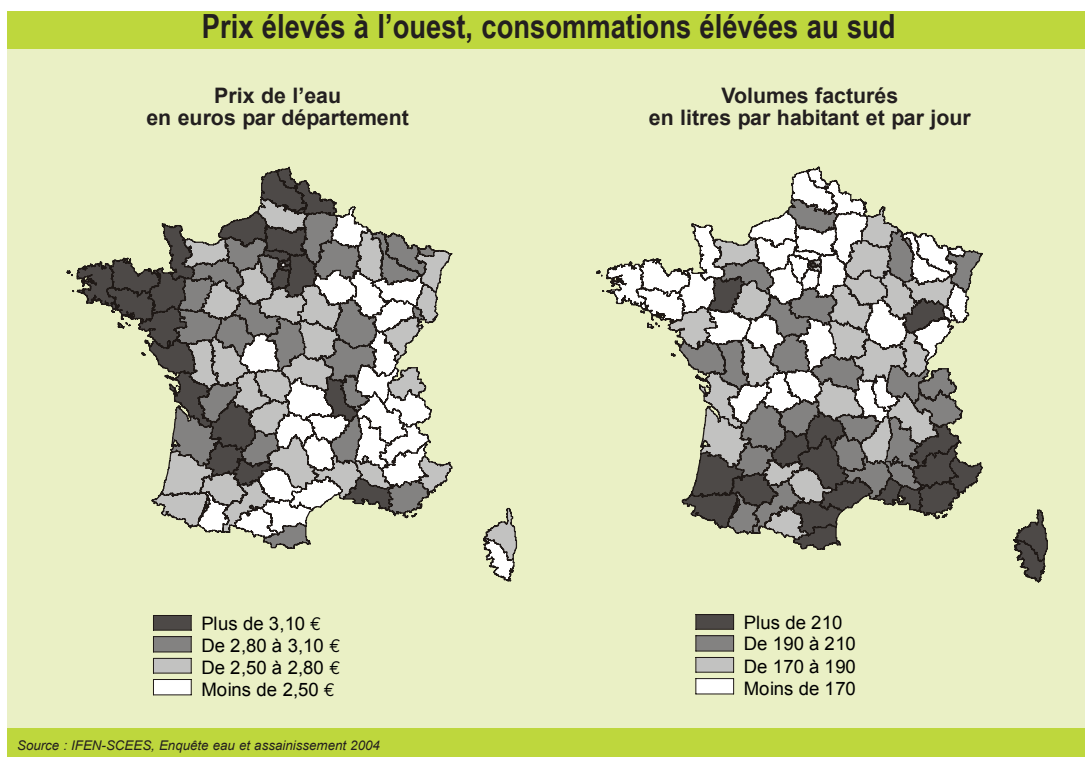 Prix élevés à l'ouest, consommations élévées au sud
Prix de l'eau
en euros par département
Plus de 3,10 €
De 2,80 à 3,10 €
De 2,50 à 2,80 €
Moins de 2,50 €
Volumes facturés
en litres par habitant et par jour
Plus de 210
De 190 à 210
De 170 à 190
Moins de 170
Source : IFEN-SCEES, Enquête eau et assainissement 2004